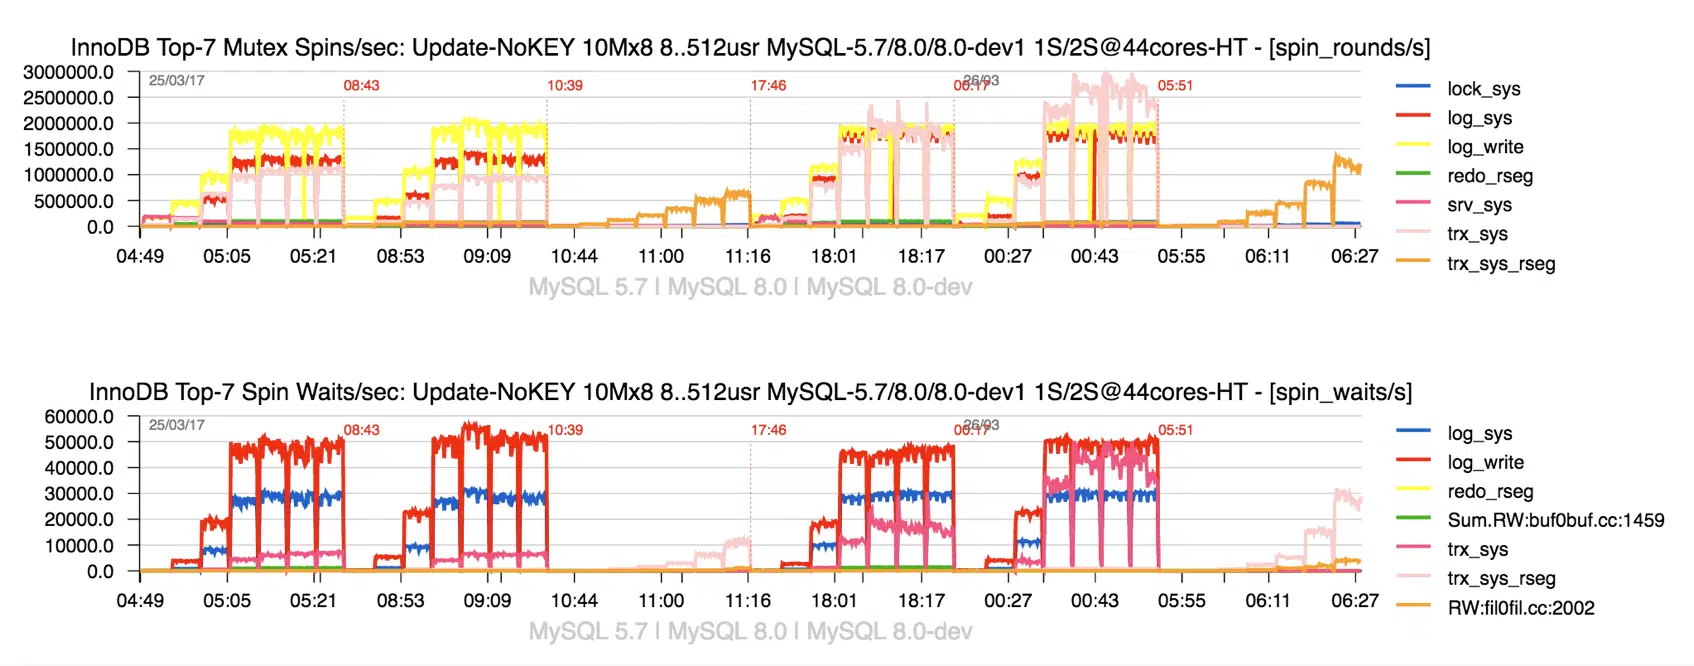 InnoDB Top-7 Mutex Spins/sec: Update-NoKEY 10Mx8 8..512usr MySQL-5.7/8.0/8.0-dev1 1S/2S@44cores-HT - [spin_rounds/s]
3000000.0
2500000.0
2000000.0
1500000.0
1000000.0
500000.0
0.0
25/03/17 08:43 10:39 17:46 00:17 26/03 05:51
04:49 05:05 05:21 08:53 09:09 10:44 11:00 11:16 18:01 18:17 00:27 00:43 05:55 06:11 06:27
MySQL 5.7 | MySQL 8.0 | MySQL 8.0-dev
lock_sys
log_sys
log_write
redo_rseg
srv_sys
trx_sys
trx_sys_rseg
InnoDB Top-7 Spin Waits/sec: Update-NoKEY 10Mx8 8..512usr MySQL-5.7/8.0/8.0-dev1 1S/2S@44cores-HT - [spin_waits/s]
60000.0
50000.0
40000.0
30000.0
20000.0
10000.0
0.0
25/03/17 08:43 10:39 17:46 00:17 26/03 05:51
04:49 05:05 05:21 08:53 09:09 10:44 11:00 11:16 18:01 18:17 00:27 00:43 05:55 06:11 06:27
MySQL 5.7 | MySQL 8.0 | MySQL 8.0-dev
log_sys
log_write
redo_rseg
Sum.RW:buf0buf.cc:1459
trx_sys
trx_sys_rseg
RW:fil0fil.cc:2002